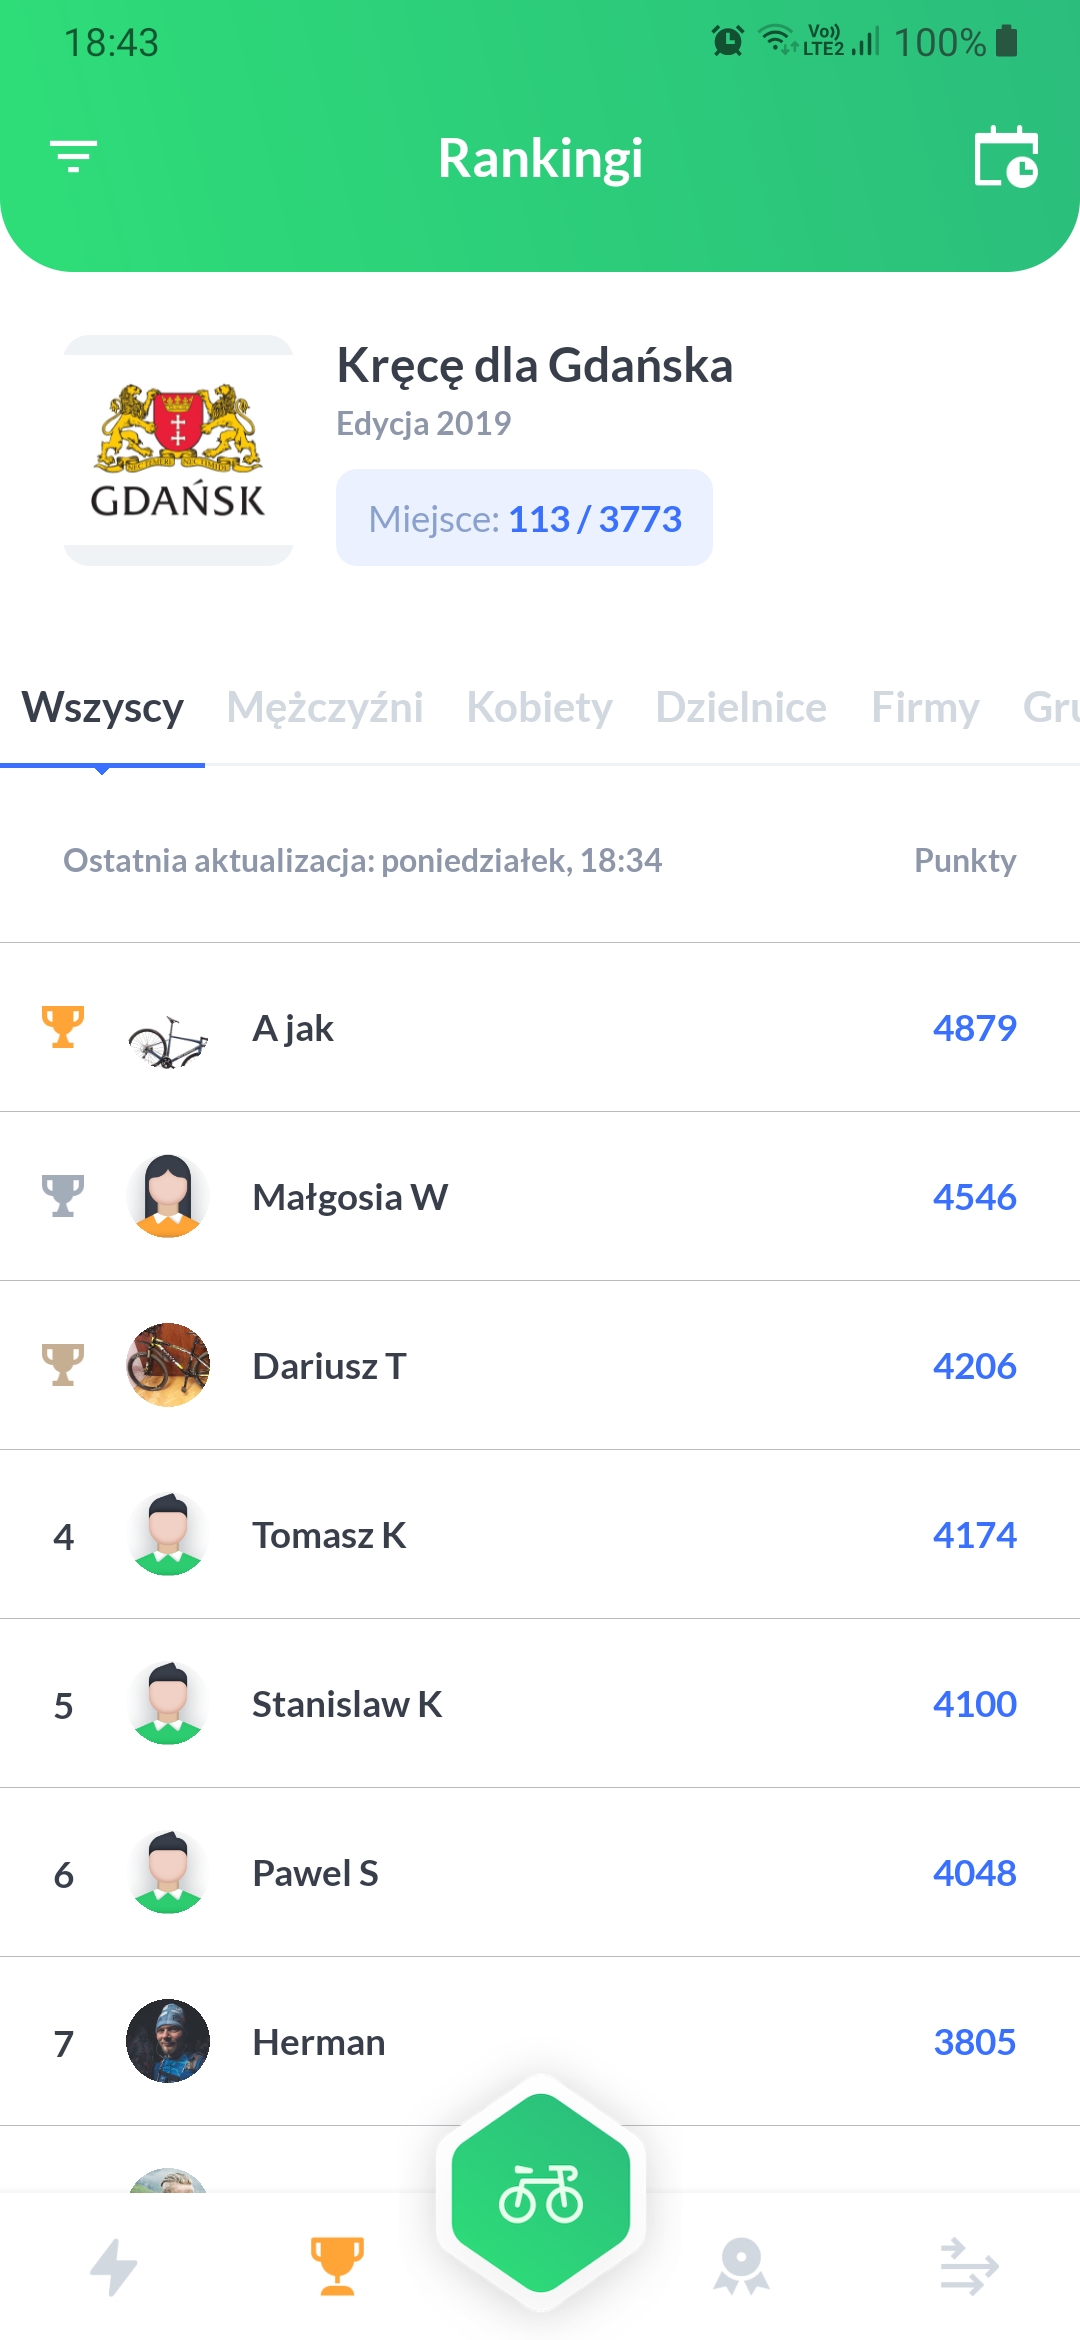 18:43
Vo)) LTE2 100%
Rankingi
GDAŃSK
Kręcę dla Gdańska
Edycja 2019
Miejsce: 113 / 3773
Wszyscy Mężczyźni Kobiety Dzielnice Firmy Gru
Ostatnia aktualizacja: poniedziałek, 18:34 Punkty
A jak 4879
Małgosia W 4546
Dariusz T 4206
4 Tomasz K 4174
5 Stanislaw K 4100
6 Pawel S 4048
7 Herman 3805